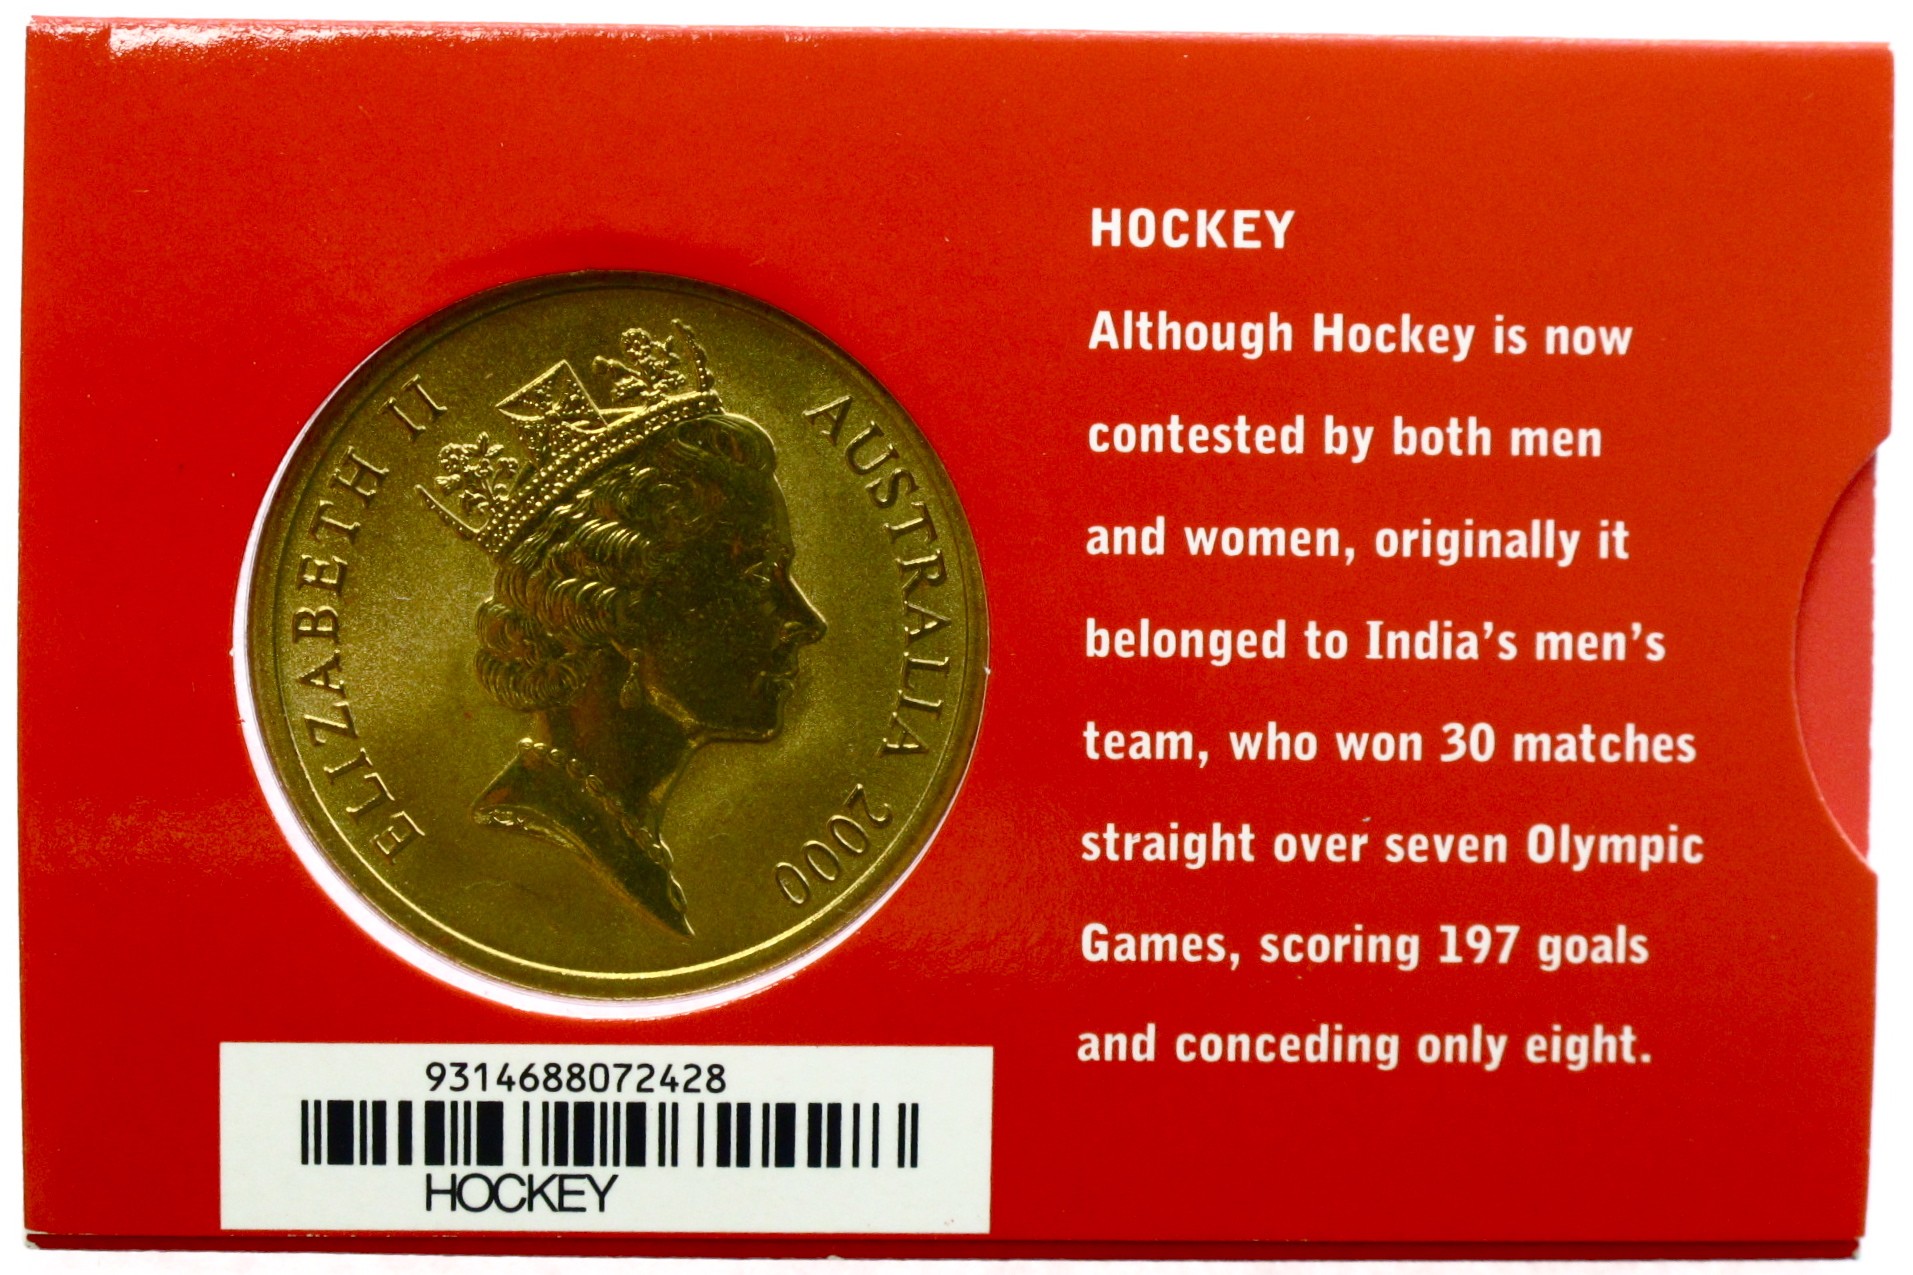 ELIZABETH II AUSTRALIA 2000
9314688072428
HOCKEY
HOCKEY
Although Hockey is now
contested by both men
and women, originally it
belonged to India's men's
team, who won 30 matches
straight over seven Olympic
Games, scoring 197 goals
and conceding only eight.